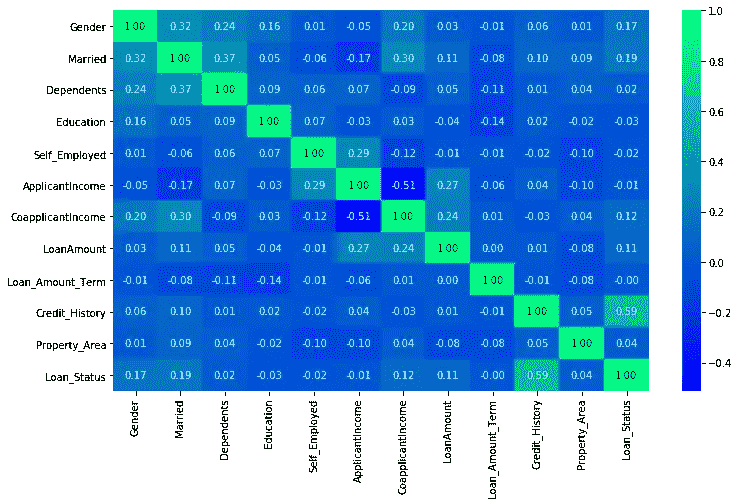 Gender 1.00 0.32 0.24 0.16 0.01 -0.05 0.20 0.03 -0.01 0.06 0.01 0.17
Married 0.32 1.00 0.37 0.05 -0.06 -0.17 0.30 0.11 -0.08 0.10 0.09 0.19
Dependents 0.24 0.37 1.00 0.09 0.06 0.07 -0.09 0.05 -0.11 0.01 0.04 0.02
Education 0.16 0.05 0.09 1.00 0.07 -0.03 0.03 -0.04 -0.14 0.02 -0.02 -0.03
Self_Employed 0.01 -0.06 0.06 0.07 1.00 0.29 -0.12 -0.01 -0.01 -0.02 -0.10 -0.02
ApplicantIncome -0.05 -0.17 0.07 -0.03 0.29 1.00 -0.51 0.27 -0.06 0.04 -0.10 -0.01
CoapplicantIncome 0.20 0.30 -0.09 0.03 -0.12 -0.51 1.00 0.24 0.01 -0.03 0.04 0.12
LoanAmount 0.03 0.11 0.05 -0.04 -0.01 0.27 0.24 1.00 0.00 0.01 -0.08 0.11
Loan_Amount_Term -0.01 -0.08 -0.11 -0.14 -0.01 -0.06 0.01 0.00 1.00 -0.01 -0.08 -0.00
Credit_History 0.06 0.10 0.01 0.02 -0.02 0.04 -0.03 0.01 -0.01 1.00 0.05 0.59
Property_Area 0.01 0.09 0.04 -0.02 -0.10 -0.10 0.04 -0.08 -0.08 0.05 1.00 0.04
Loan_Status 0.17 0.19 0.02 -0.03 -0.02 -0.01 0.12 0.11 -0.00 0.59 0.04 1.00
Gender
Married
Dependents
Education
Self_Employed
ApplicantIncome
CoapplicantIncome
LoanAmount
Loan_Amount_Term
Credit_History
Property_Area
Loan_Status
1.0
0.8
0.6
0.4
0.2
0.0
−0.2
−0.4